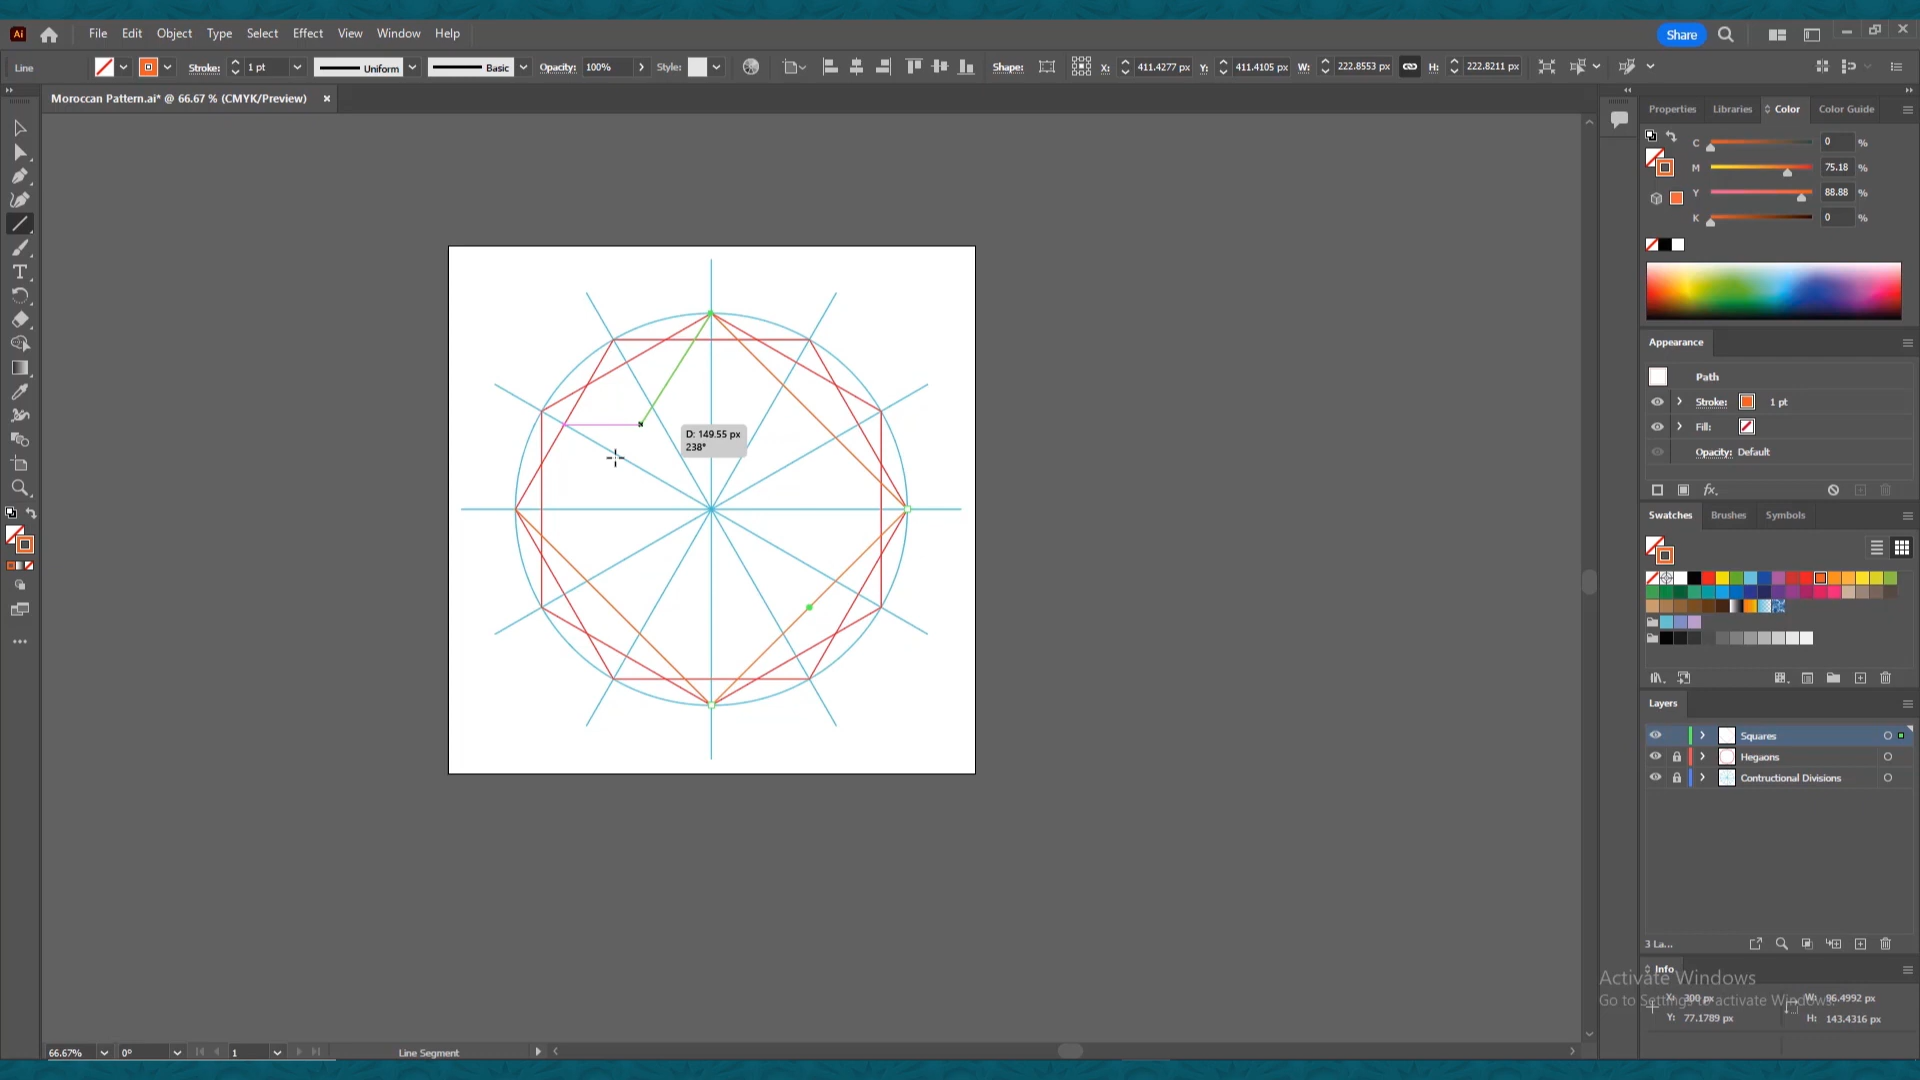 Ai File Edit Object Type Select Effect View Window Help Share
Line Stroke: 1 pt Uniform Basic Opacity: 100% Style: Shape: X: 411.4277 px Y: 411.4105 px W: 222.8553 px H: 222.8211 px
Moroccan Pattern.ai* @ 66.67 % (CMYK/Preview) ×
Properties Libraries Color Color Guide
C 0 %
M 75.18 %
Y 88.88 %
K 0 %
Appearance
Path
Stroke: 1 pt
Fill:
Opacity: Default
fx.
D: 149.55 px
238°
Swatches Brushes Symbols
Layers
Squares
Hegaons
Contructional Divisions
3 La...
Info
Activate Windows
Go to Settings to activate Windows.
X: 300 px W: 96.4992 px
Y: 77.1789 px H: 143.4316 px
66.67% 0° 1 Line Segment